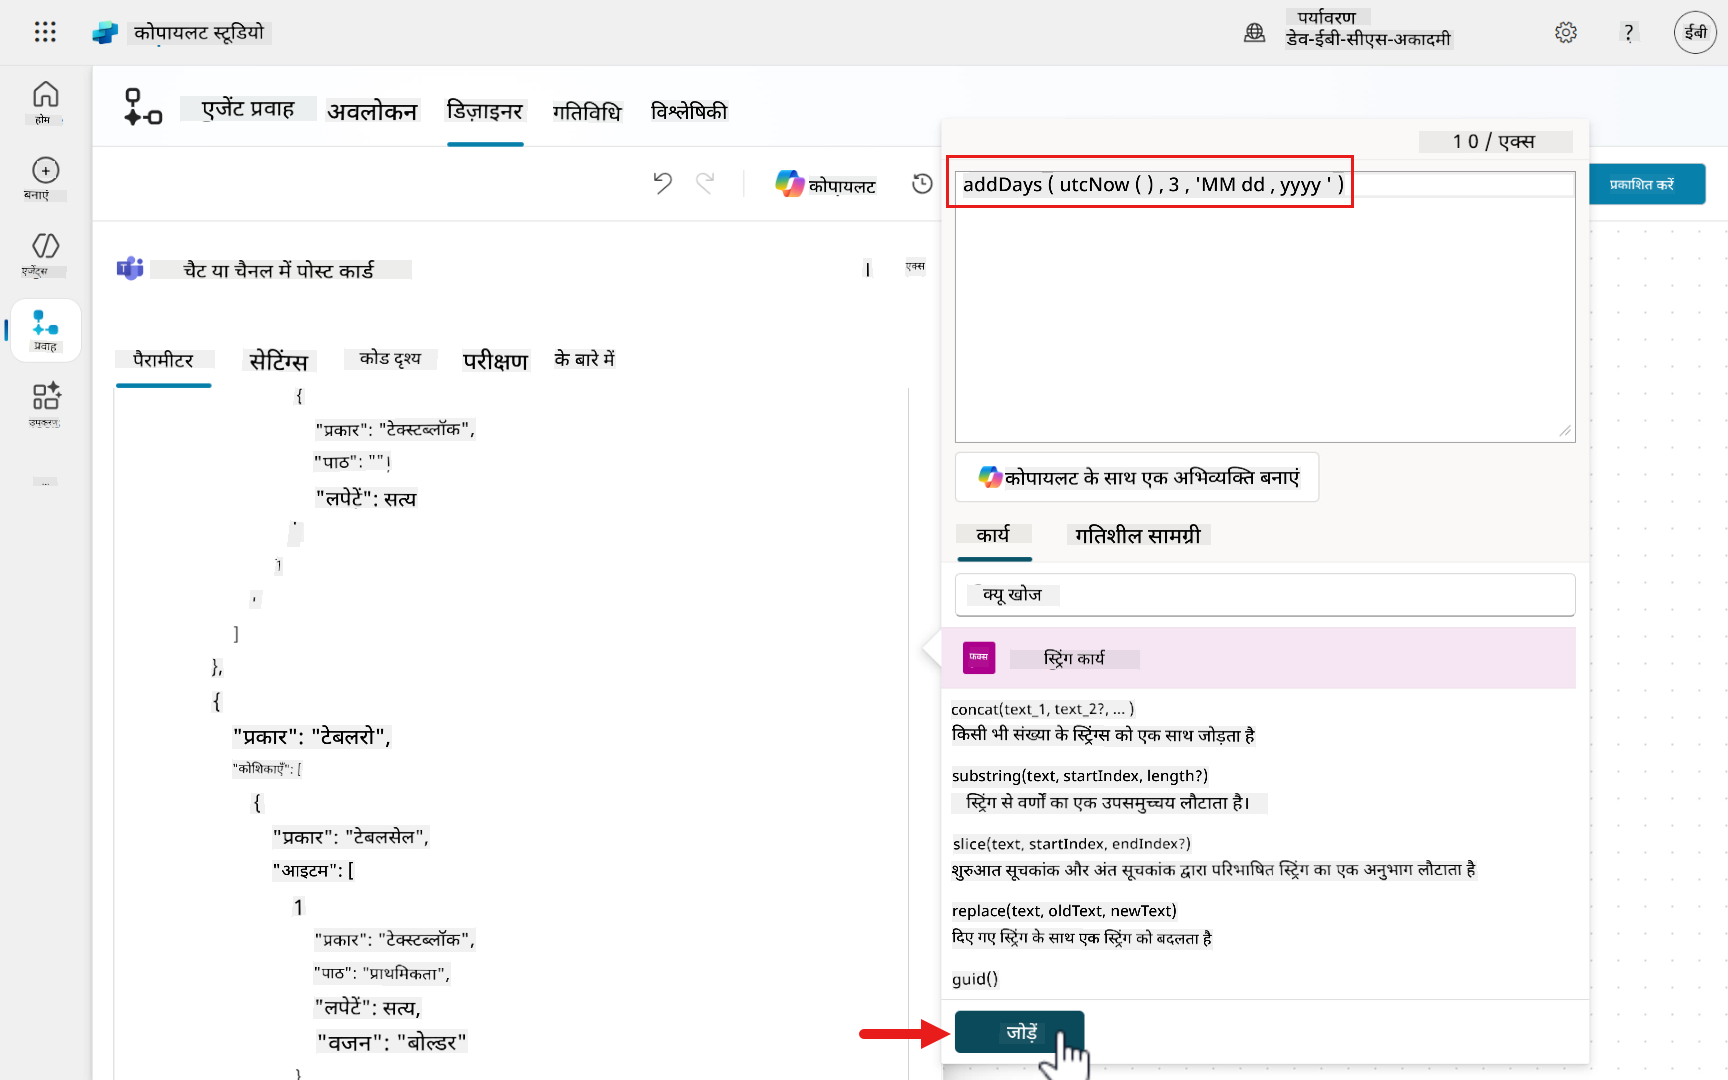 कोपायलट स्टूडियो
पर्यावरण
डेव-ईबी-सीएस-अकादमी
?
ईबी
होम
बनाएं
एजेंट्स
प्रवाह
उपकरण
...
एजेंट प्रवाह
अवलोकन
डिज़ाइनर
गतिविधि
विश्लेषिकी
कोपायलट
प्रकाशित करें
चैट या चैनल में पोस्ट कार्ड
एक्स
पैरामीटर
सेटिंग्स
कोड दृश्य
परीक्षण
के बारे में
{
"प्रकार": "टेक्स्टब्लॉक",
"पाठ": ""
"लपेटें": सत्य
]
},
{
"प्रकार": "टेबलरो",
"कोशिकाएँ": [
{
"प्रकार": "टेबलसेल",
"आइटम": [
1
"प्रकार": "टेक्स्टब्लॉक",
"पाठ": "प्राथमिकता",
"लपेटें": सत्य,
"वजन": "बोल्डर"
}
1 0 / एक्स
addDays ( utcNow ( ) , 3 , 'MM dd , yyyy ' )
कोपायलट के साथ एक अभिव्यक्ति बनाएं
कार्य
गतिशील सामग्री
क्यू खोज
फक्स
स्ट्रिंग कार्य
concat(text_1, text_2?, ... )
किसी भी संख्या के स्ट्रिंग्स को एक साथ जोड़ता है
substring(text, startIndex, length?)
स्ट्रिंग से वर्णों का एक उपसमुच्चय लौटाता है।
slice(text, startIndex, endIndex?)
शुरुआत सूचकांक और अंत सूचकांक द्वारा परिभाषित स्ट्रिंग का एक अनुभाग लौटाता है
replace(text, oldText, newText)
दिए गए स्ट्रिंग के साथ एक स्ट्रिंग को बदलता है
guid()
जोड़ें